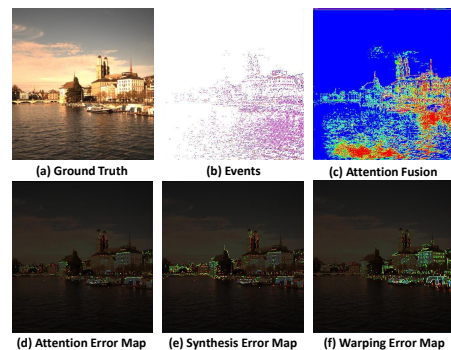 (a) Ground Truth
(b) Events
(c) Attention Fusion
(d) Attention Error Map
(e) Synthesis Error Map
(f) Warping Error Map